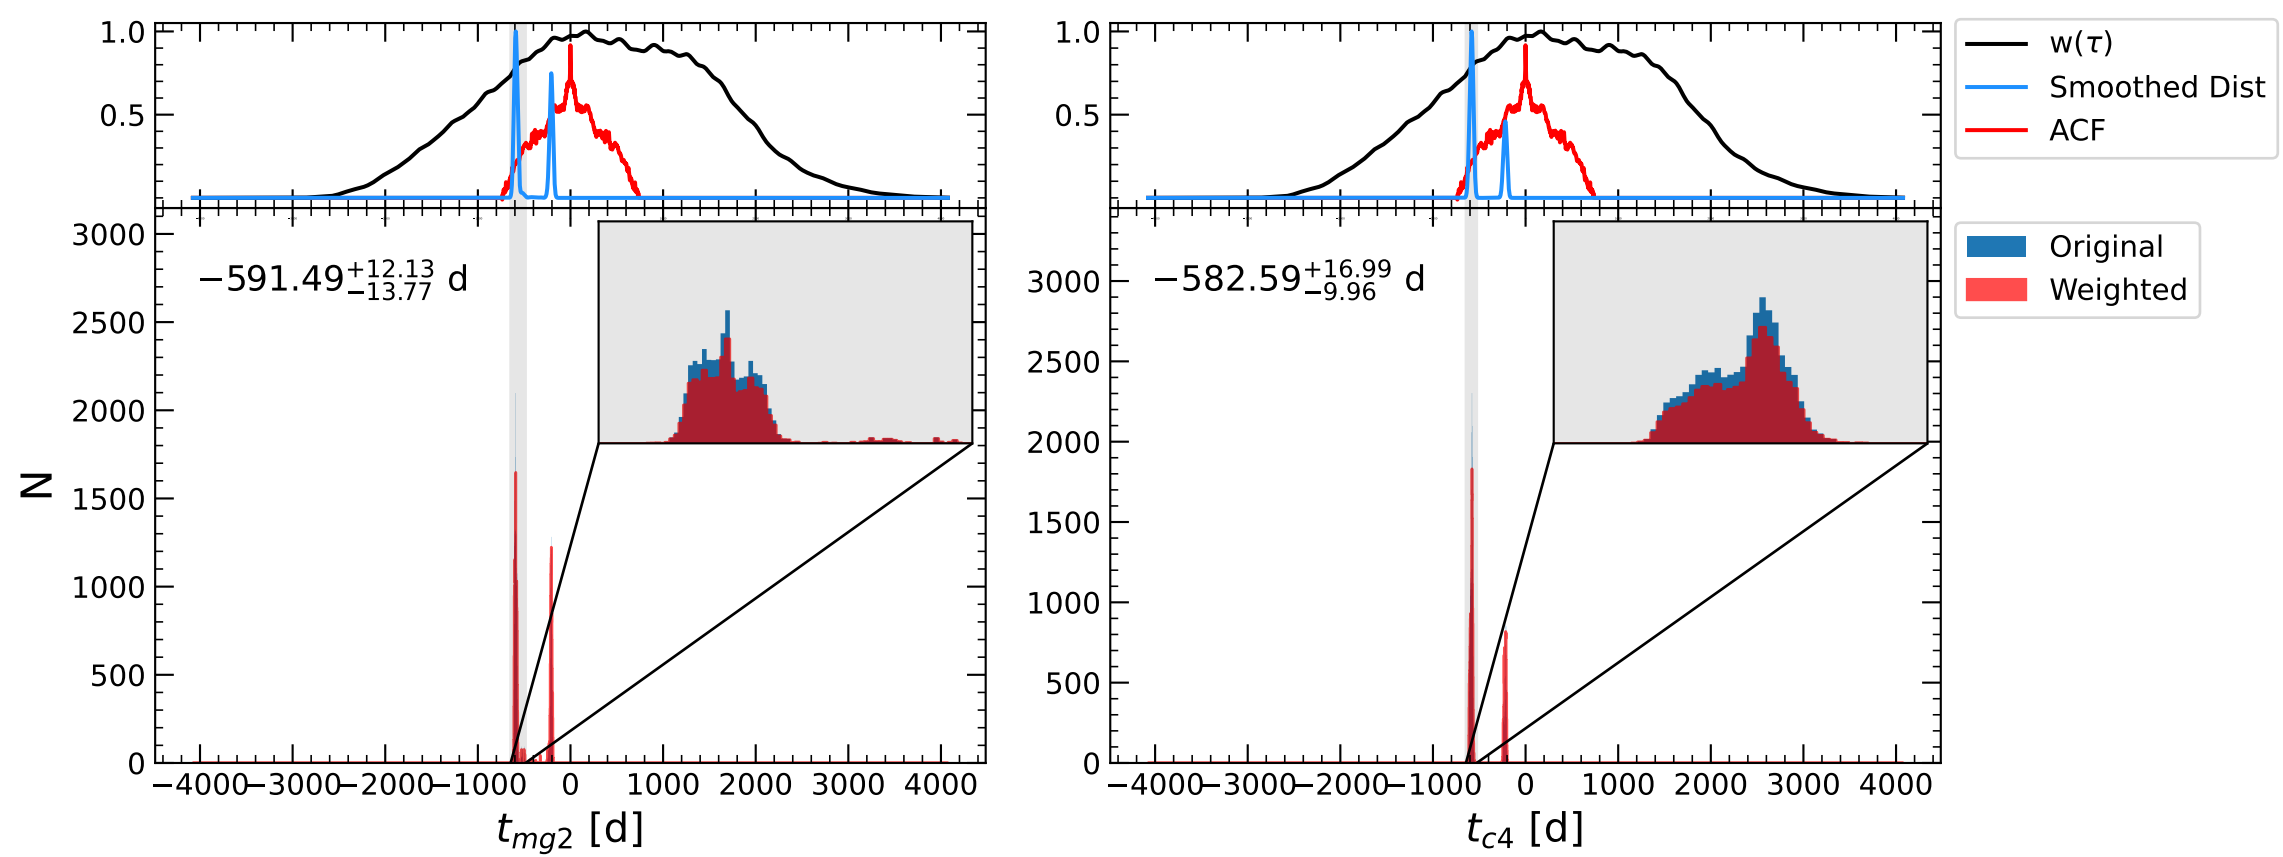 1.0
0.5
3000
2500
2000
1500
1000
500
0
N
−591.49 +12.13 −13.77 d
−4000 −3000 −2000 −1000 0 1000 2000 3000 4000
t_mg2 [d]
1.0
0.5
3000
2500
2000
1500
1000
500
0
−582.59 +16.99 −9.96 d
−4000 −3000 −2000 −1000 0 1000 2000 3000 4000
t_c4 [d]
w(τ)
Smoothed Dist
ACF
Original
Weighted